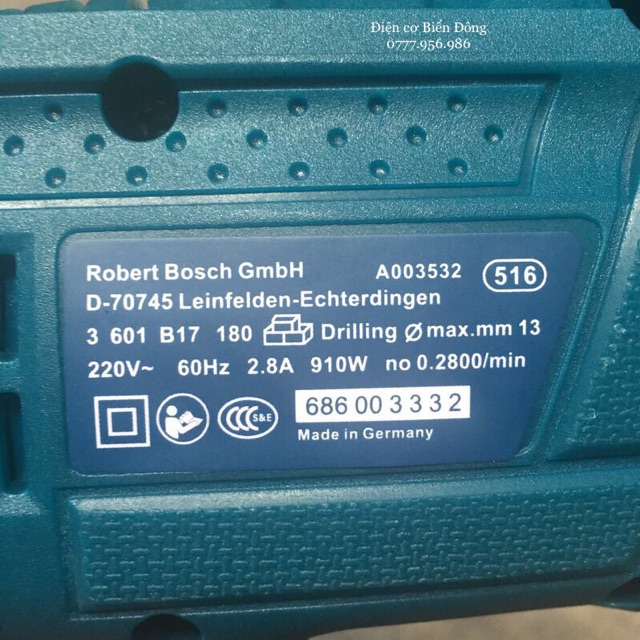 Điện cơ Biển Đông
0777.956.986
Robert Bosch GmbH A003532 516
D-70745 Leinfelden-Echterdingen
3 601 B17 180 Drilling Ø max.mm 13
220V~ 60Hz 2.8A 910W no 0.2800/min
CCC S&E 686 00 3 3 3 2
Made in Germany